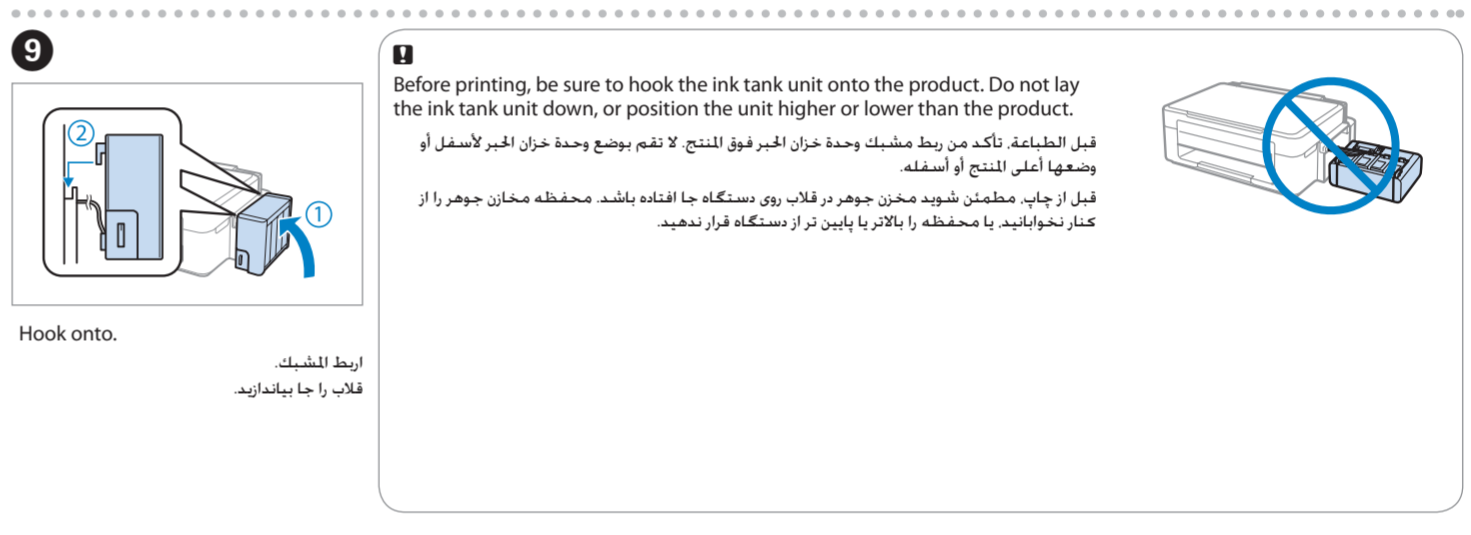 9
②
①
Hook onto.
اربط المشبك.
قلاب را جا بیاندازید.
Before printing, be sure to hook the ink tank unit onto the product. Do not lay
the ink tank unit down, or position the unit higher or lower than the product.
قبل الطباعة, تأكد من ربط مشبك وحدة خزان الحبر فوق المنتج. لا تقم بوضع وحدة خزان الحبر لأسفل أو
وضعها أعلى المنتج أو أسفله.
قبل از چاپ, مطمئن شوید مخزن جوهر در قلاب روی دستگاه جا افتاده باشد. محفظه مخازن جوهر را از
کنار نخوابانید, یا محفظه را بالاتر یا پایین تر از دستگاه قرار ندهید.